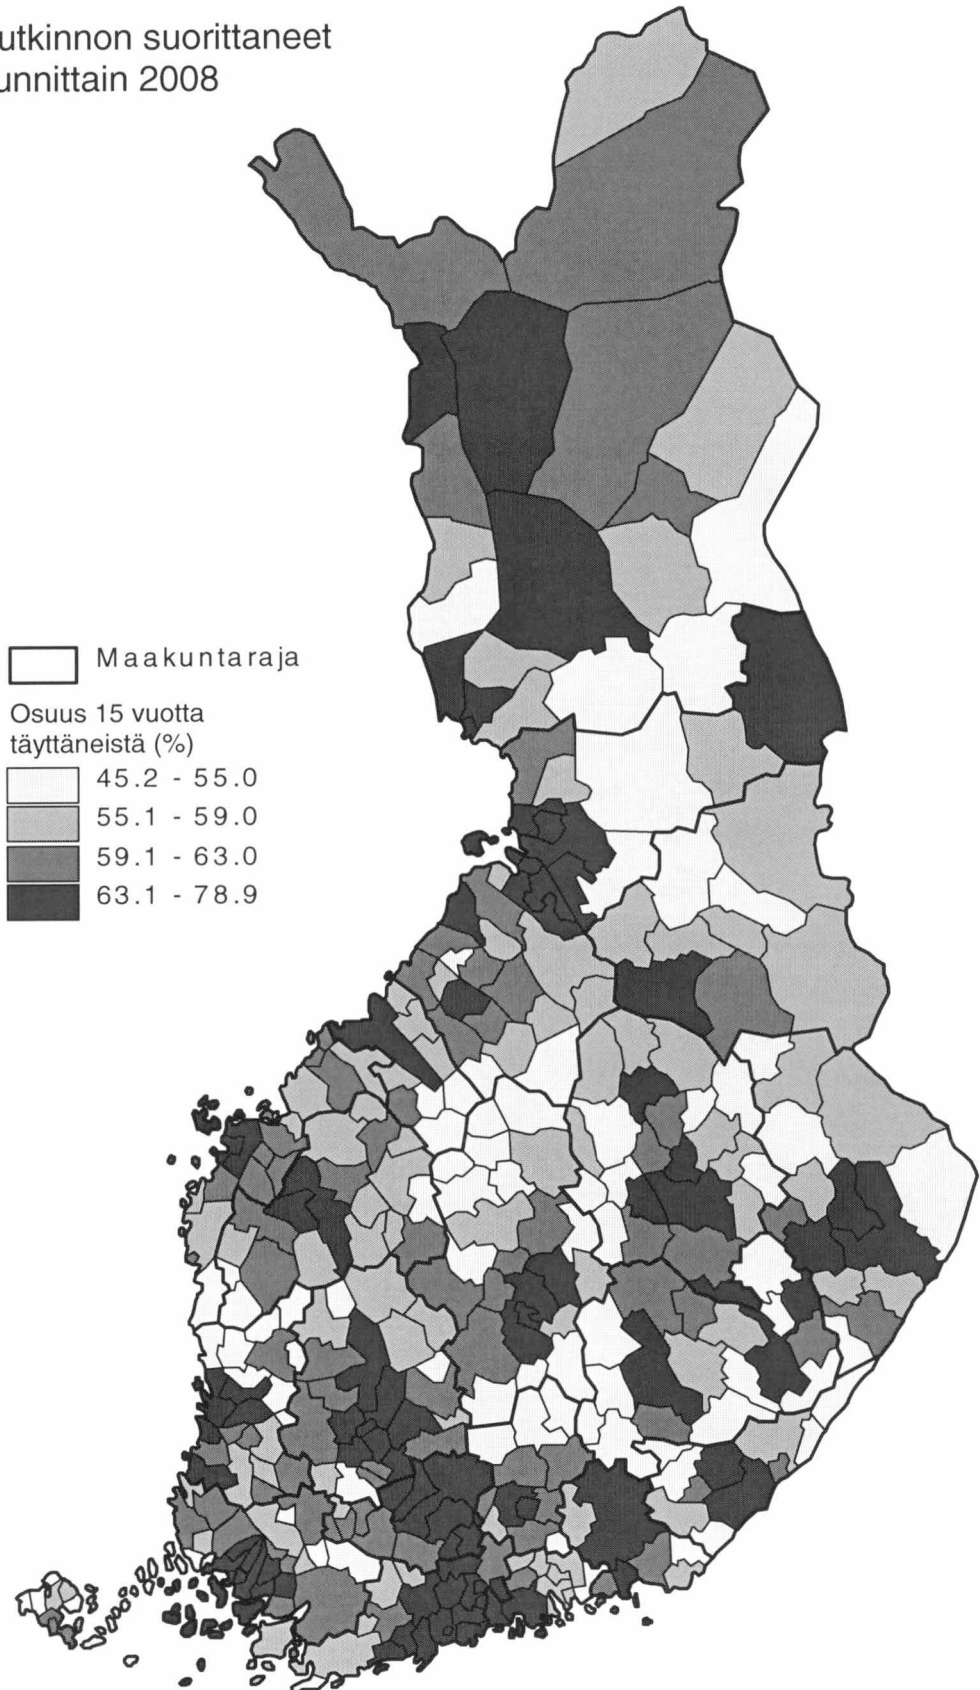 utkinnon suorittaneet
unnittain 2008
Maakuntaraja
Osuus 15 vuotta
täyttäneistä (%)
45.2 - 55.0
55.1 - 59.0
59.1 - 63.0
63.1 - 78.9